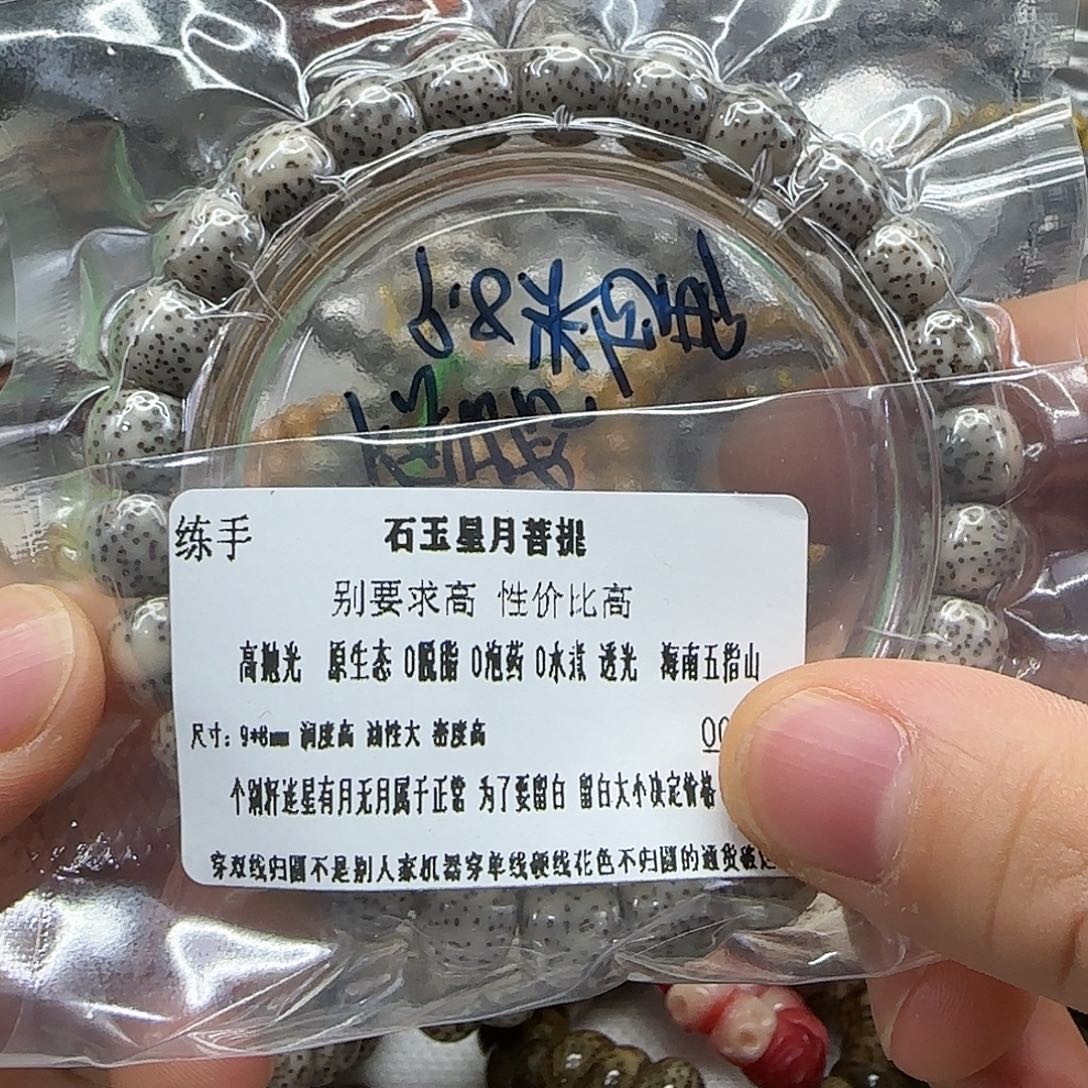 6.8米
练手
石玉星月菩提
别要求高 性价比高
高抛光 原生态 0脱脂 0泡药 0水煮 透光 海南五指山
尺寸：9*8mm 润度高 油性大 密度高
个别歼连星有月无月属于正常 为了要留白 留白大小决定价格
穿双线归圆不是别人家机器穿单线硬线花色不归圆的通货